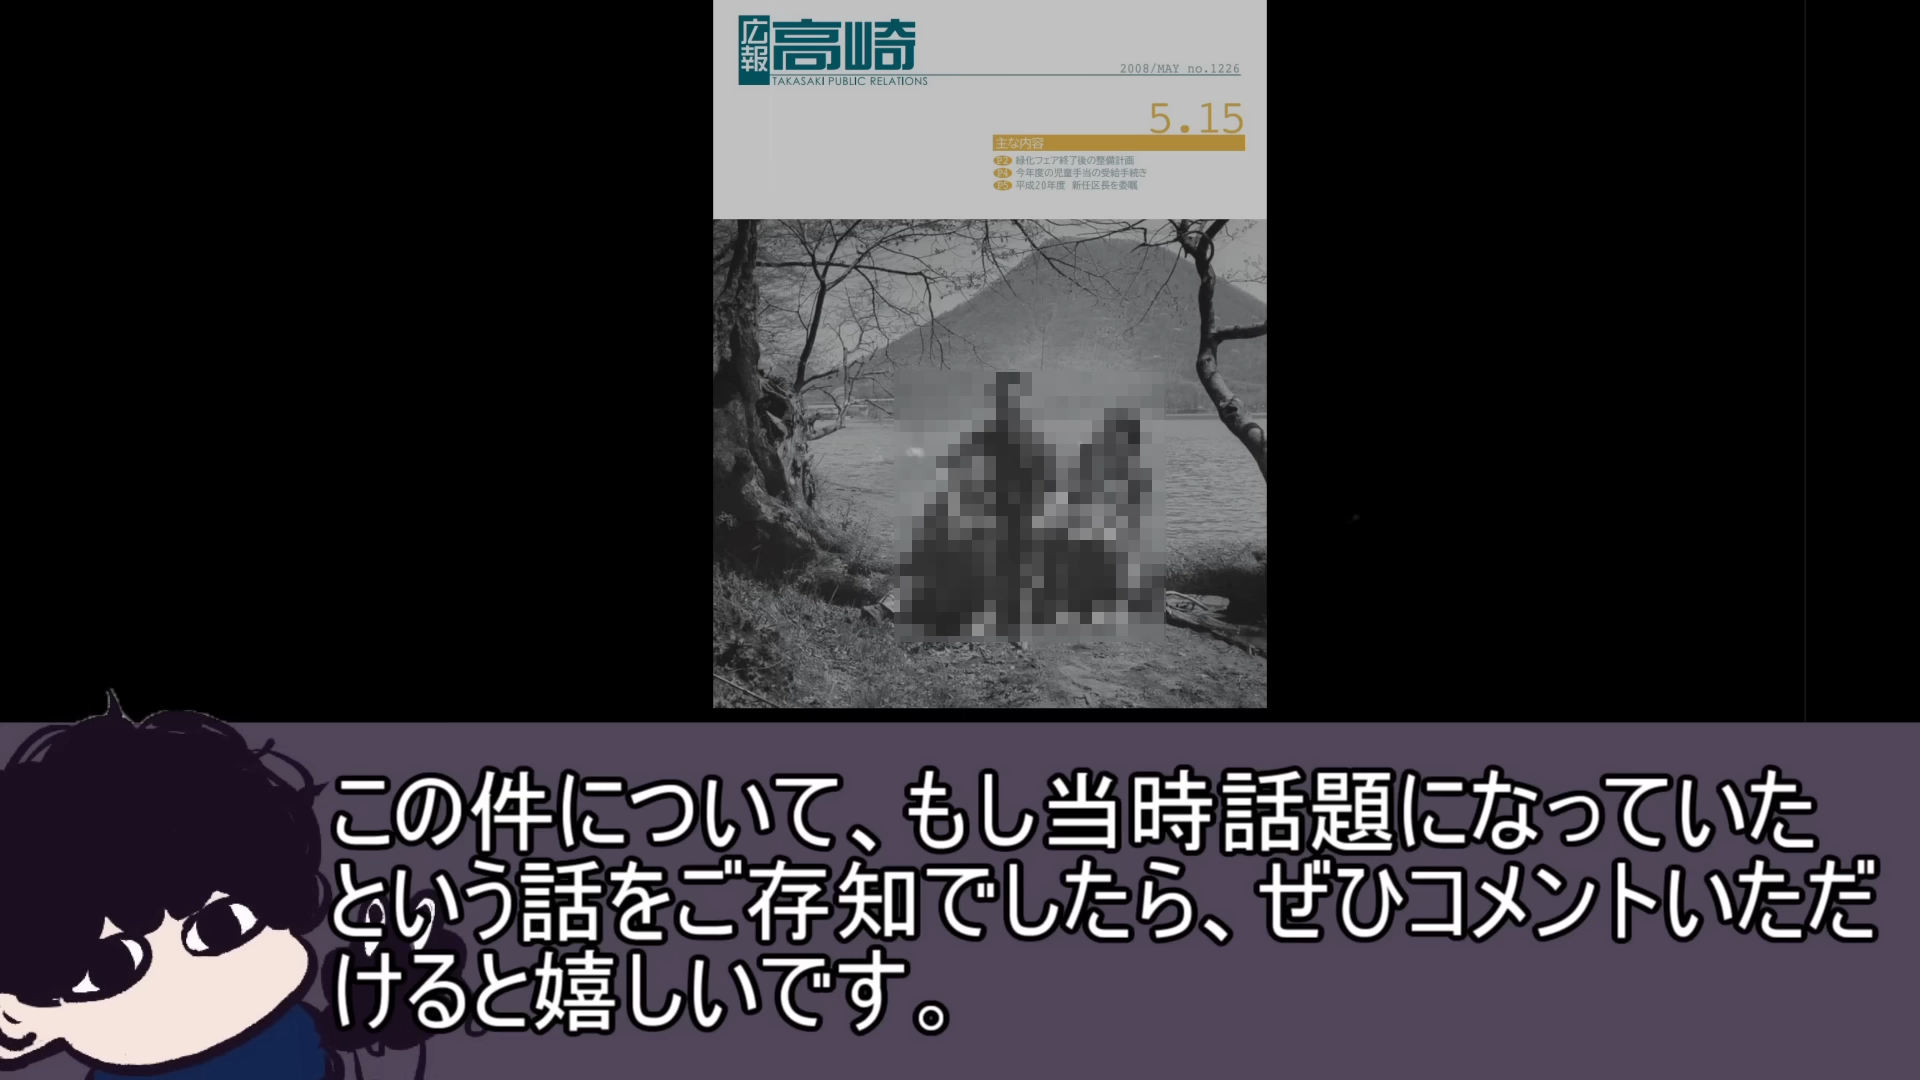 広報
高崎
TAKASAKI PUBLIC RELATIONS
2008/MAY no.1226
5.15
主な内容
P2 緑化フェア終了後の整備計画
P4 今年度の児童手当の受給手続き
P5 平成20年度 新任区長を委嘱
この件について、もし当時話題になっていた
という話をご存知でしたら、ぜひコメントいただ
けると嬉しいです。